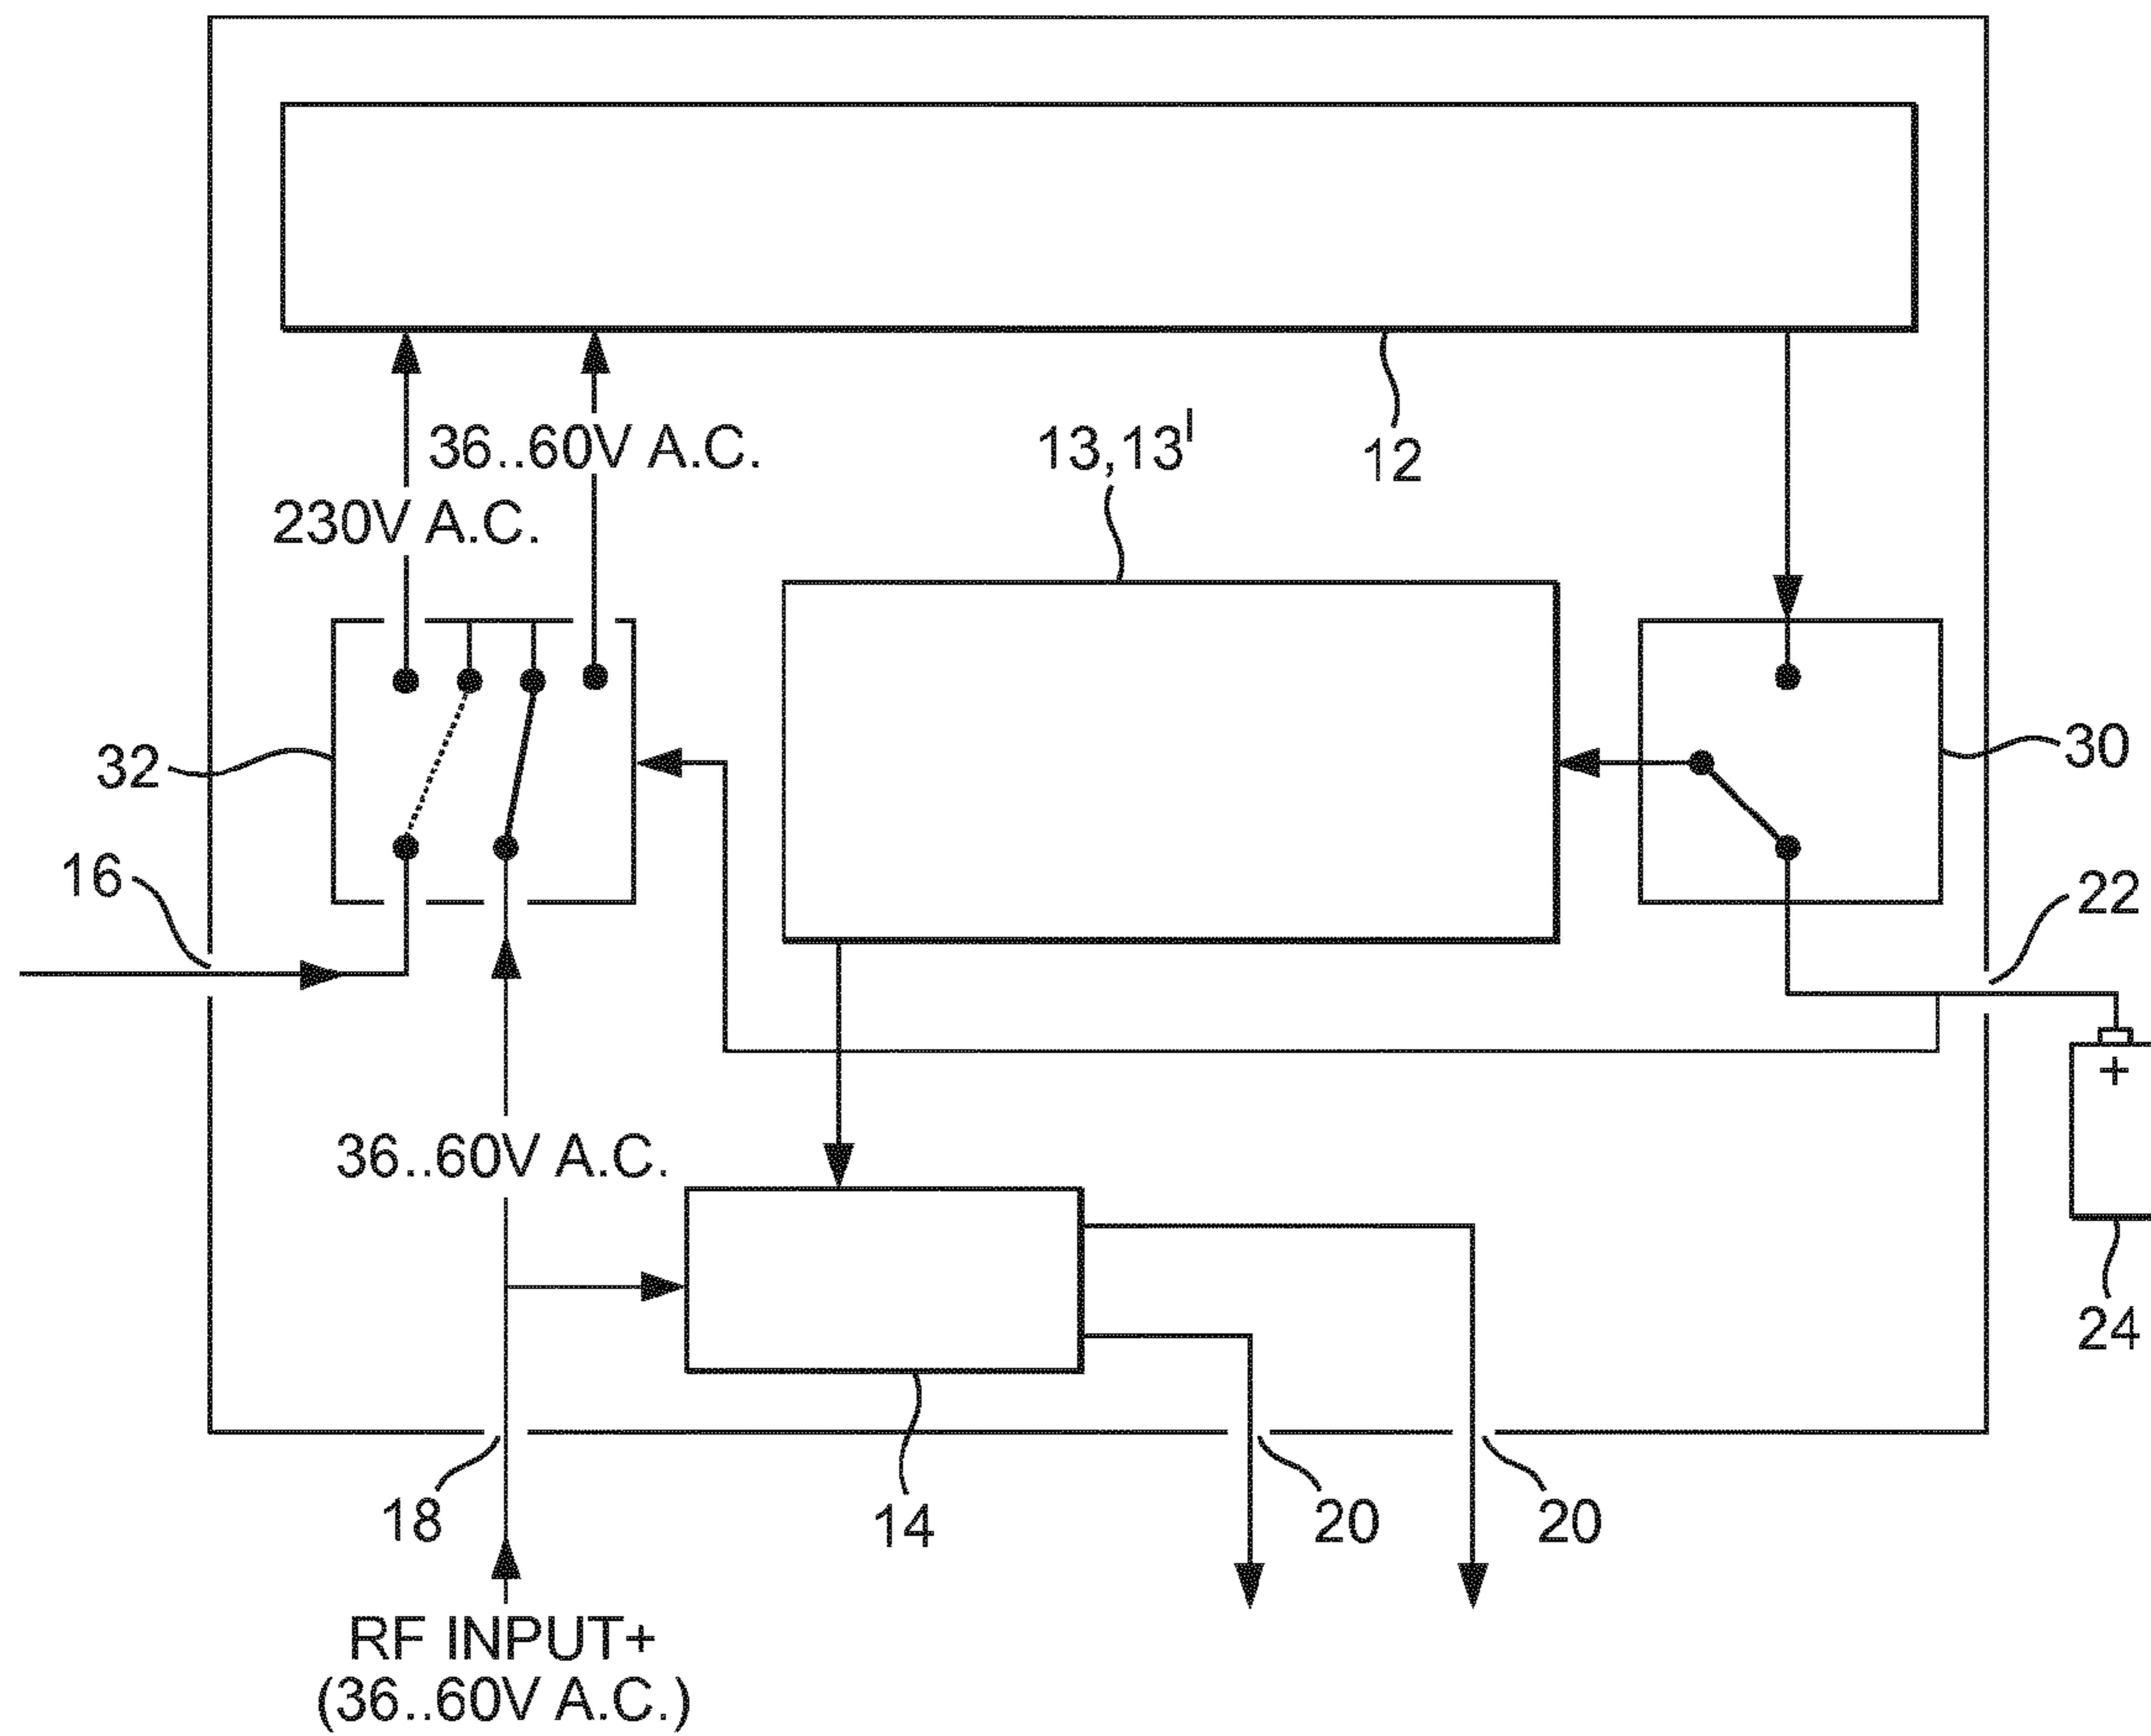 36..60V A.C.
230V A.C.
13,13'
12
32
30
16
22
+
36..60V A.C.
24
18
14
20
20
RF INPUT+
(36..60V A.C.)